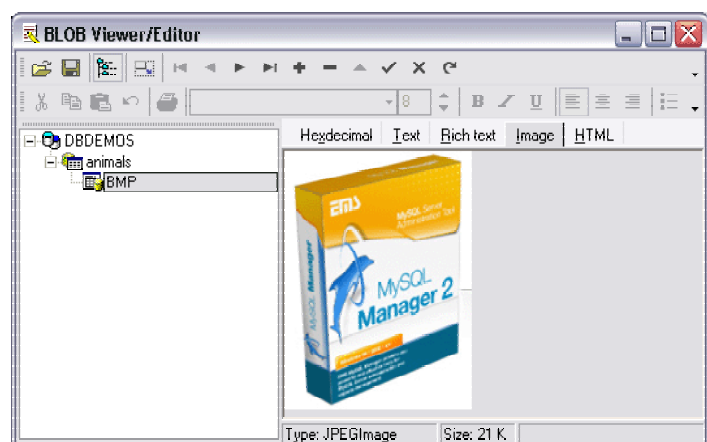 BLOB Viewer/Editor
8 B I U
DBDEMOS
animals
BMP
Hexdecimal Text Rich text Image HTML
EMS
MySQL Server
Administration Tool
MySQL Manager
MySQL
Manager 2
Type: JPEGImage Size: 21 K